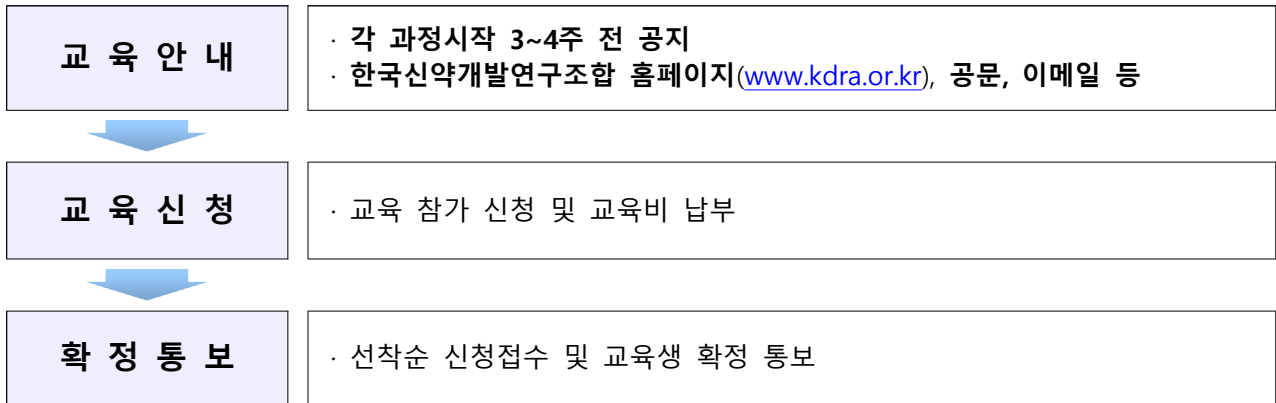 교 육 안 내
· 각 과정시작 3~4주 전 공지
· 한국신약개발연구조합 홈페이지(www.kdra.or.kr), 공문, 이메일 등
교 육 신 청
· 교육 참가 신청 및 교육비 납부
확 정 통 보
· 선착순 신청접수 및 교육생 확정 통보